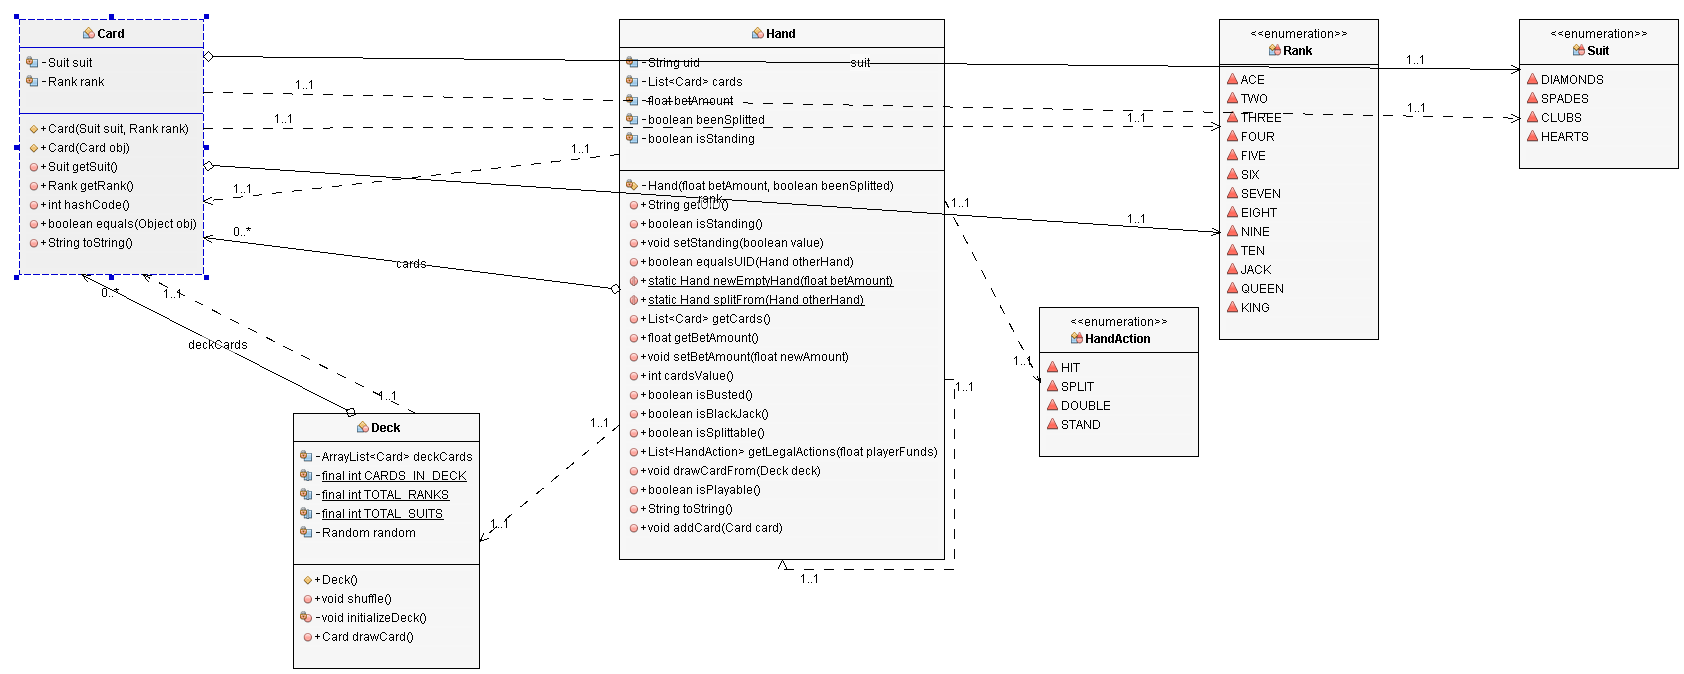 Card
- Suit suit
- Rank rank
+ Card(Suit suit, Rank rank)
+ Card(Card obj)
+ Suit getSuit()
+ Rank getRank()
+ int hashCode()
+ boolean equals(Object obj)
+ String toString()
Hand
- String uid
- List<Card> cards
- float betAmount
- boolean beenSplitted
- boolean isStanding
- Hand(float betAmount, boolean beenSplitted)
+ String getUID()
+ boolean isStanding()
+ void setStanding(boolean value)
+ boolean equalsUID(Hand otherHand)
+ static Hand newEmptyHand(float betAmount)
+ static Hand splitFrom(Hand otherHand)
+ List<Card> getCards()
+ float getBetAmount()
+ void setBetAmount(float newAmount)
+ int cardsValue()
+ boolean isBusted()
+ boolean isBlackJack()
+ boolean isSplittable()
+ List<HandAction> getLegalActions(float playerFunds)
+ void drawCardFrom(Deck deck)
+ boolean isPlayable()
+ String toString()
+ void addCard(Card card)
<<enumeration>>
Rank
ACE
TWO
THREE
FOUR
FIVE
SIX
SEVEN
EIGHT
NINE
TEN
JACK
QUEEN
KING
<<enumeration>>
Suit
DIAMONDS
SPADES
CLUBS
HEARTS
<<enumeration>>
HandAction
HIT
SPLIT
DOUBLE
STAND
Deck
- ArrayList<Card> deckCards
- final int CARDS_IN_DECK
- final int TOTAL_RANKS
- final int TOTAL_SUITS
- Random random
+ Deck()
+ void shuffle()
- void initializeDeck()
+ Card drawCard()
suit
1..1
1..1
1..1
1..1
1..1
1..1
1..1
rank
1..1
0..*
cards
1..1
1..1
0..*
deckCards
1..1
1..1
1..1
1..1
1..1
1..1